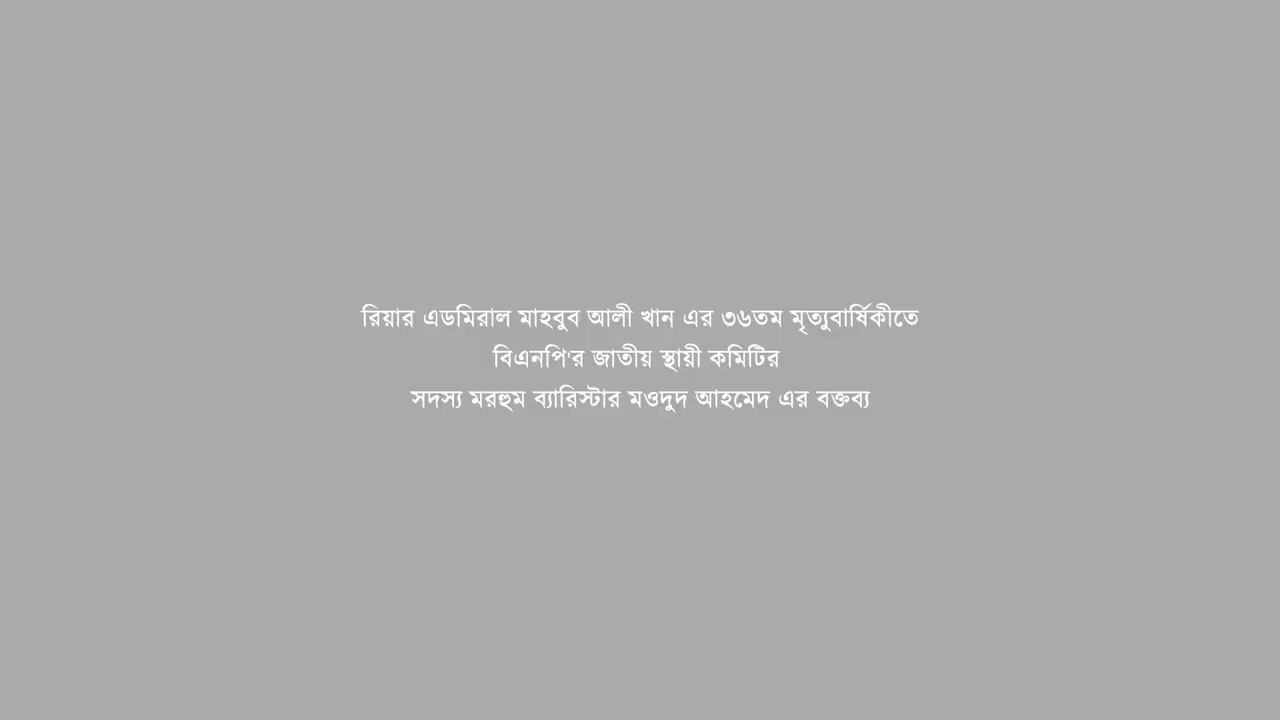 রিয়ার এডমিরাল মাহবুব আলী খান এর ৩৬তম মৃত্যুবার্ষিকীতে
বিএনপি'র জাতীয় স্থায়ী কমিটির
সদস্য মরহুম ব্যারিস্টার মওদুদ আহমেদ এর বক্তব্য